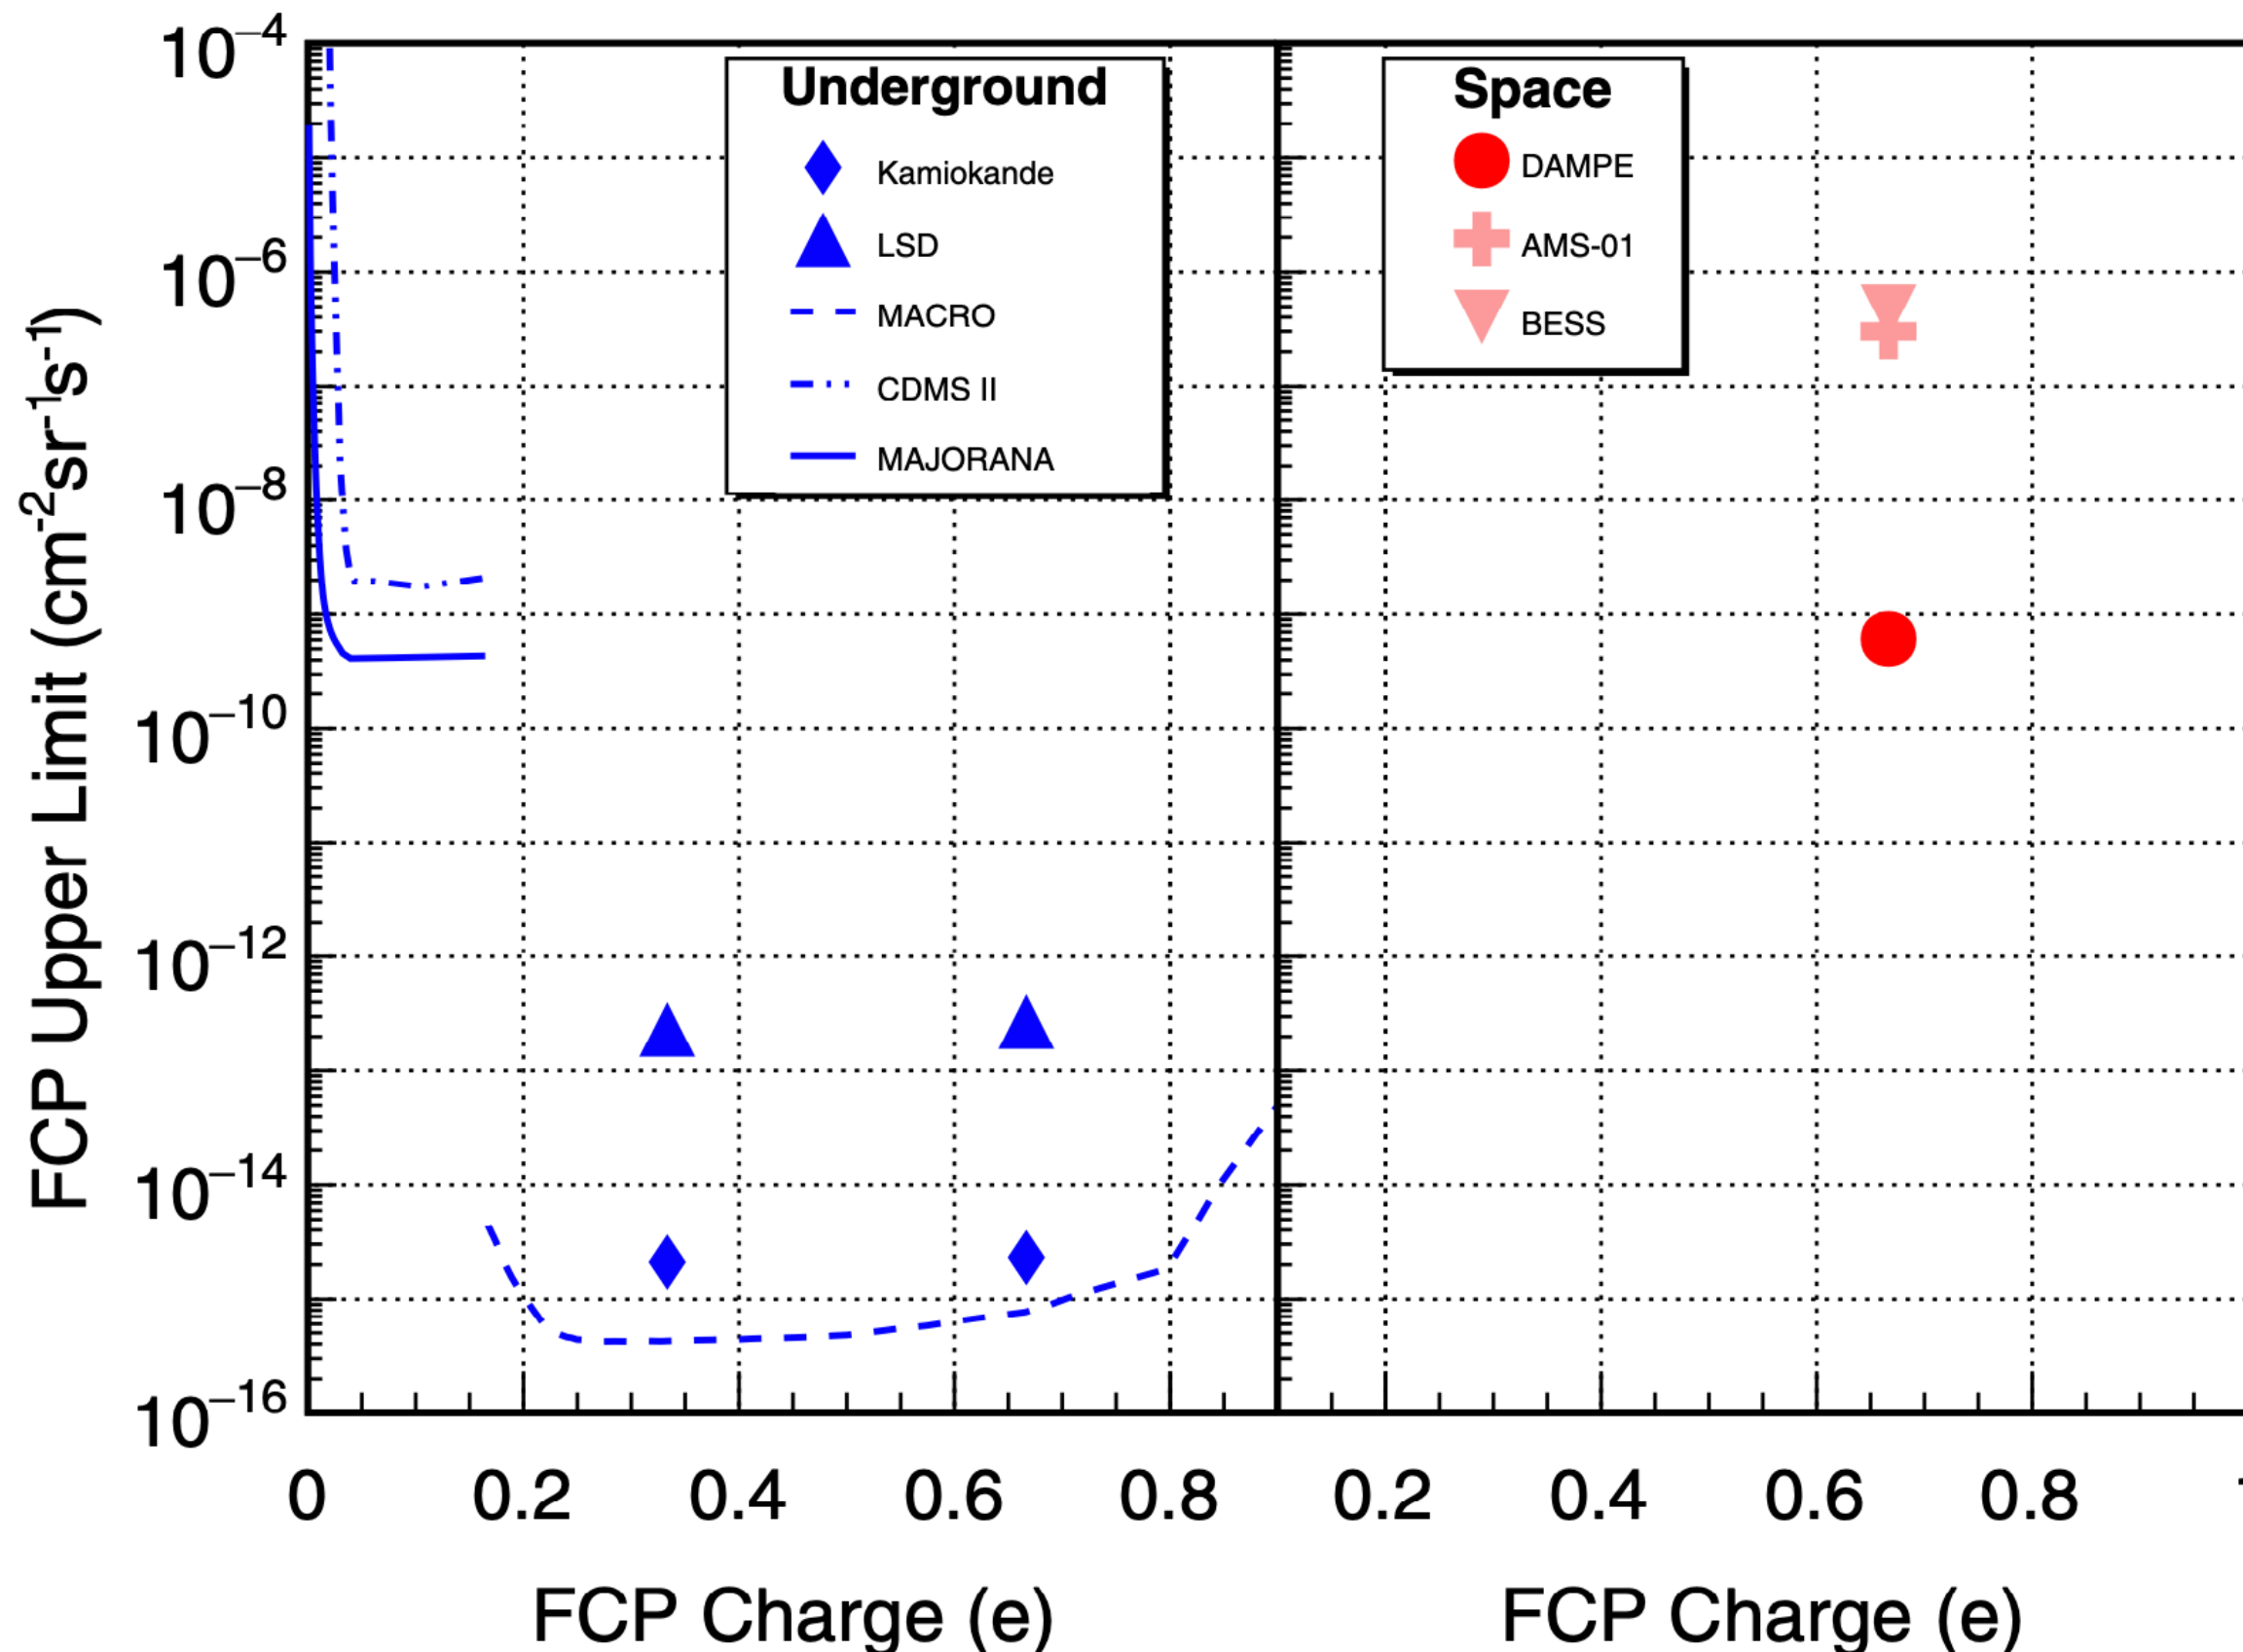 FCP Upper Limit (cm⁻²sr⁻¹s⁻¹)
10⁻⁴
10⁻⁶
10⁻⁸
10⁻¹⁰
10⁻¹²
10⁻¹⁴
10⁻¹⁶
Underground
Kamiokande
LSD
MACRO
CDMS II
MAJORANA
Space
DAMPE
AMS-01
BESS
0 0.2 0.4 0.6 0.8 0.2 0.4 0.6 0.8
FCP Charge (e) FCP Charge (e)